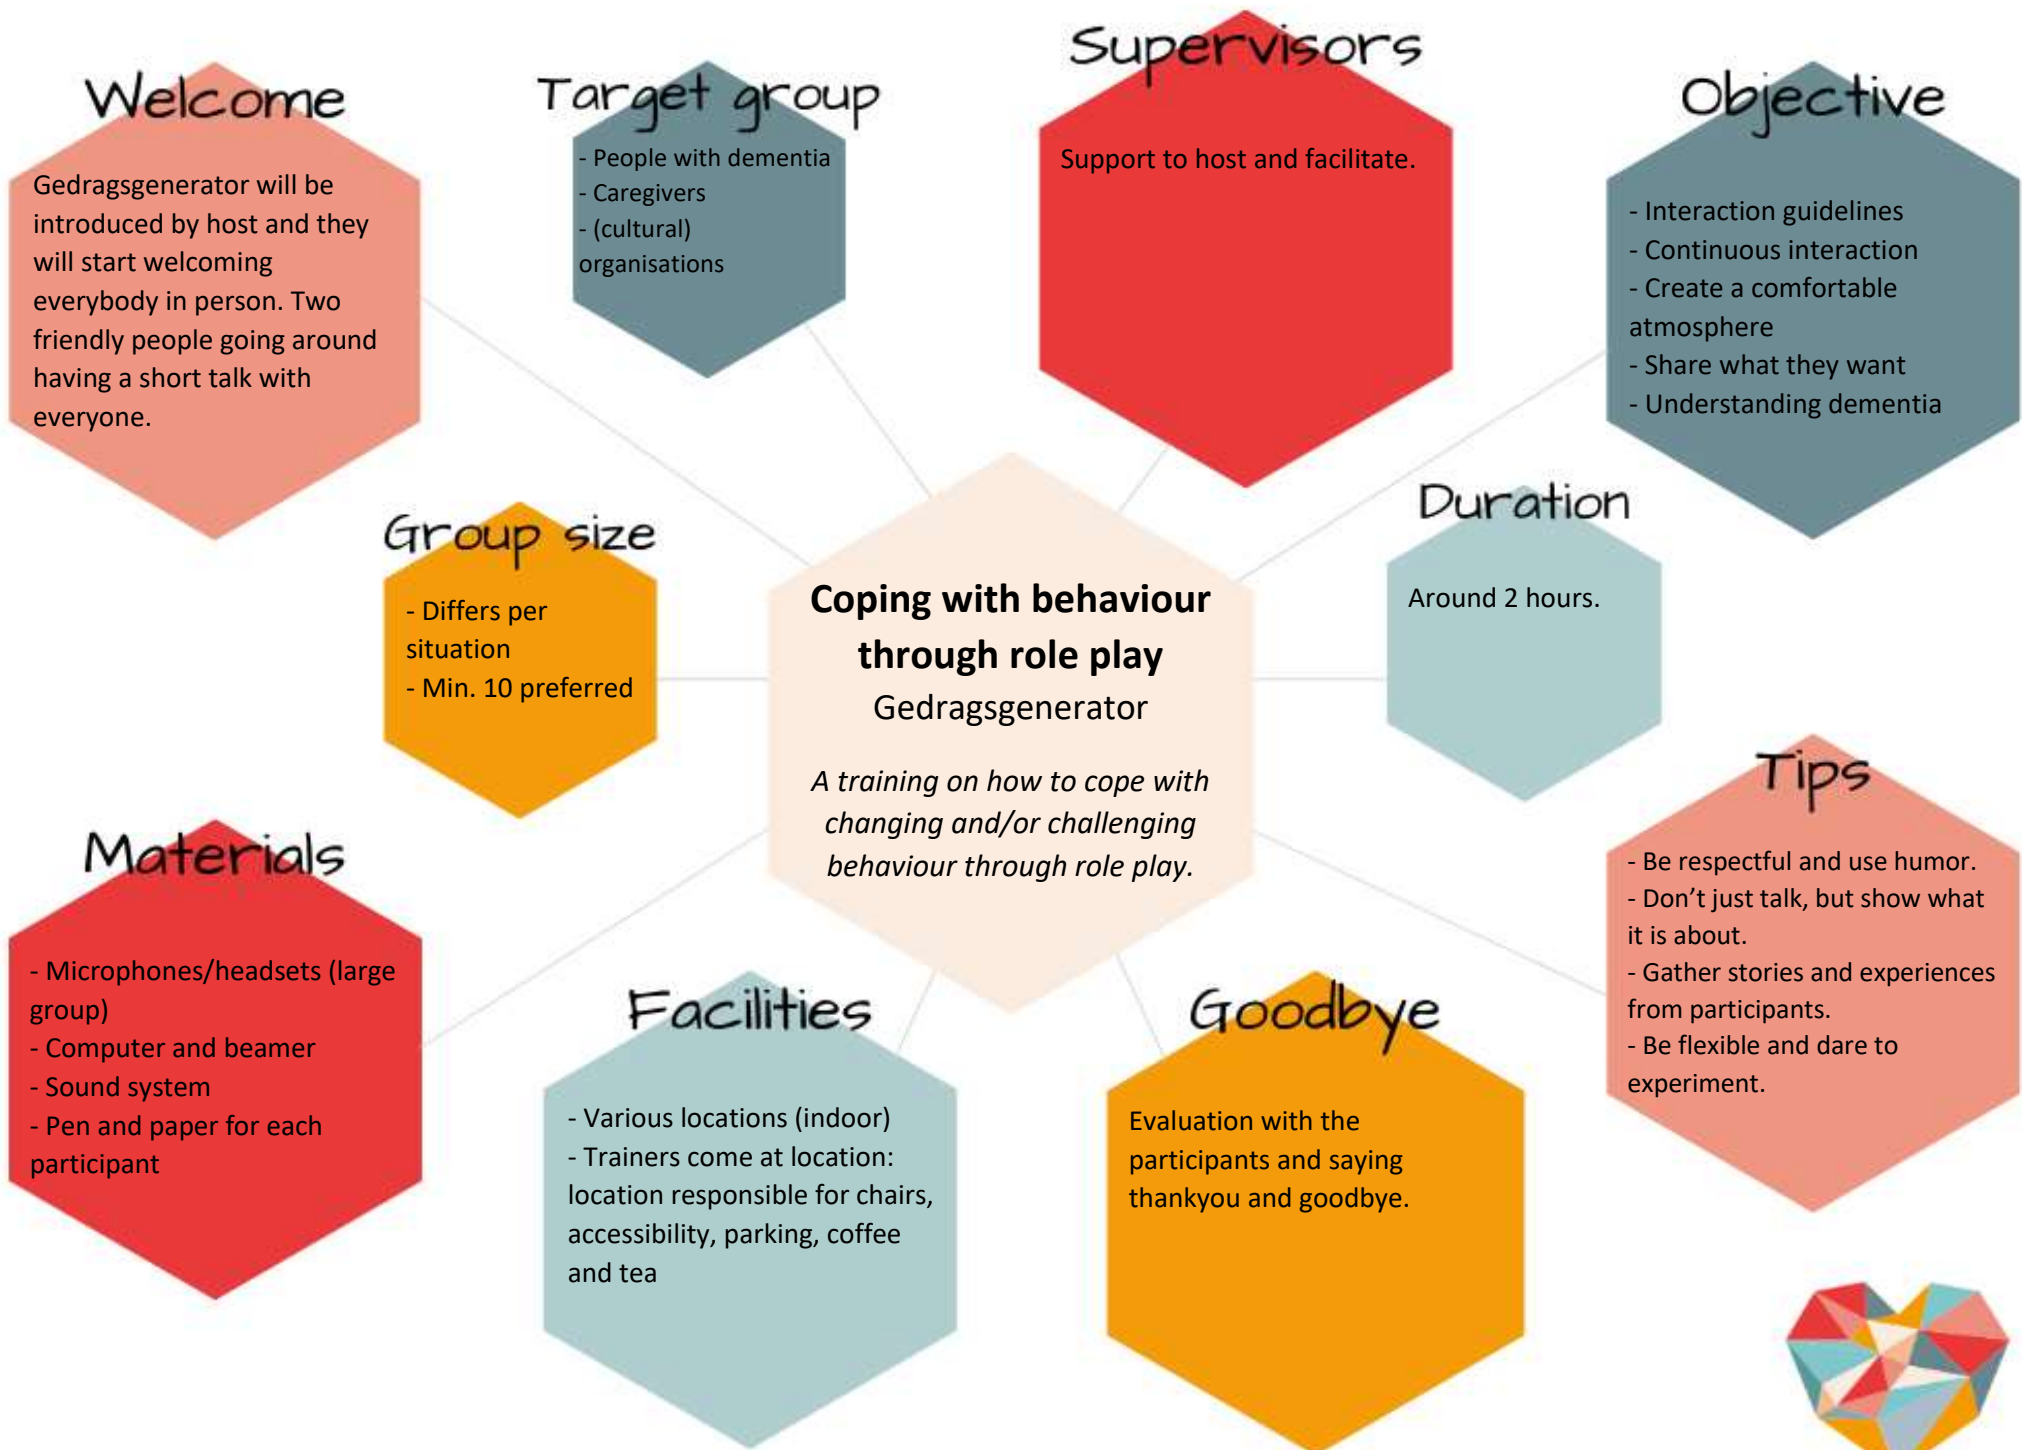 Welcome
Gedragsgenerator will be
introduced by host and they
will start welcoming
everybody in person. Two
friendly people going around
having a short talk with
everyone.
Target group
- People with dementia
- Caregivers
- (cultural)
organisations
Supervisors
Support to host and facilitate.
Objective
- Interaction guidelines
- Continuous interaction
- Create a comfortable
atmosphere
- Share what they want
- Understanding dementia
Group size
- Differs per
situation
- Min. 10 preferred
Coping with behaviour
through role play
Gedragsgenerator
A training on how to cope with
changing and/or challenging
behaviour through role play.
Duration
Around 2 hours.
Materials
- Microphones/headsets (large
group)
- Computer and beamer
- Sound system
- Pen and paper for each
participant
Facilities
- Various locations (indoor)
- Trainers come at location:
location responsible for chairs,
accessibility, parking, coffee
and tea
Goodbye
Evaluation with the
participants and saying
thankyou and goodbye.
Tips
- Be respectful and use humor.
- Don’t just talk, but show what
it is about.
- Gather stories and experiences
from participants.
- Be flexible and dare to
experiment.